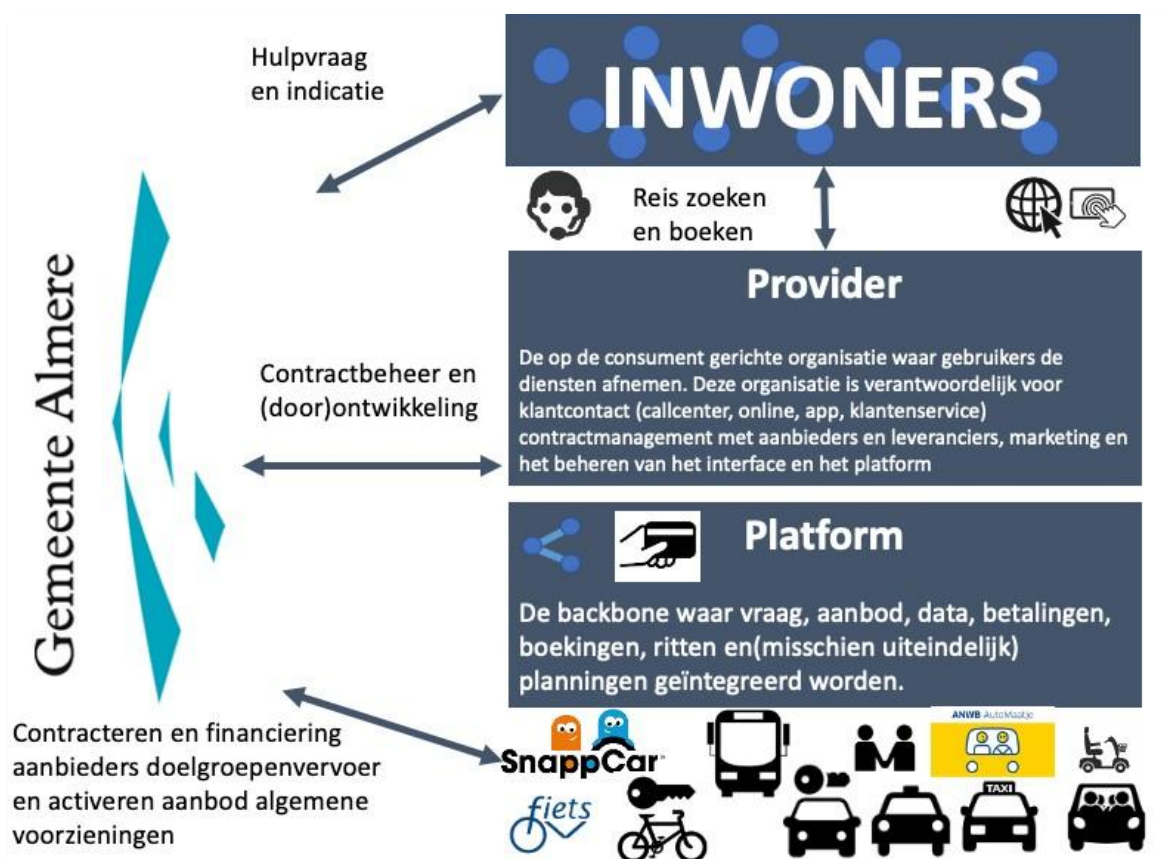 Hulpvraag
en indicatie
INWONERS
Reis zoeken
en boeken
Provider
De op de consument gerichte organisatie waar gebruikers de
diensten afnemen. Deze organisatie is verantwoordelijk voor
klantcontact (callcenter, online, app, klantenservice)
contractmanagement met aanbieders en leveranciers, marketing en
het beheren van het interface en het platform
Gemeente Almere
Contractbeheer en
(door)ontwikkeling
Platform
De backbone waar vraag, aanbod, data, betalingen,
boekingen, ritten en(misschien uiteindelijk)
planningen geïntegreerd worden.
Contracteren en financiering
aanbieders doelgroepenvervoer
en activeren aanbod algemene
voorzieningen
SnappCar
ANWB AutoMaatje
fiets
TAXI